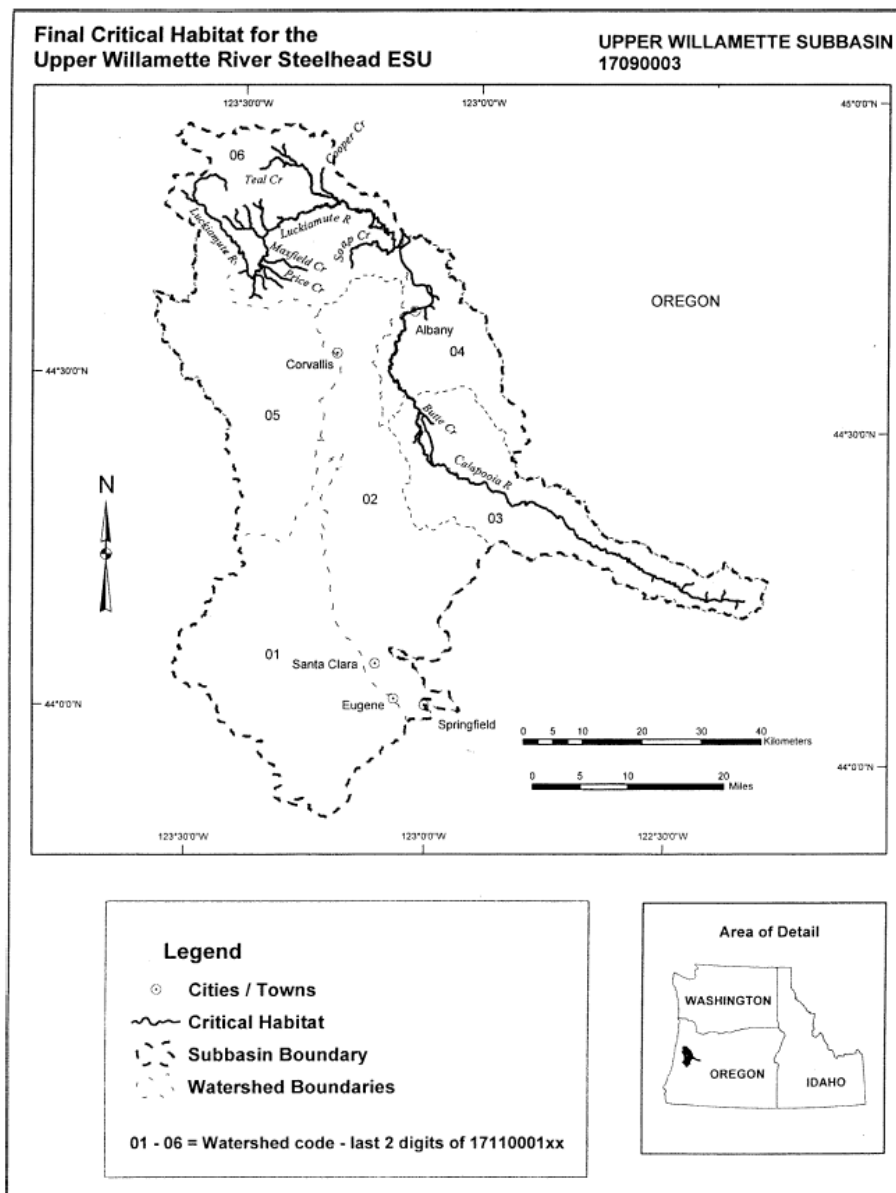 Final Critical Habitat for the
Upper Willamette River Steelhead ESU
UPPER WILLAMETTE SUBBASIN
17090003
123°30'0"W
123°0'0"W
45°0'0"N
06
Cooper Cr
Teal Cr
Luckiamute R
Luckiamute R
Soap Cr
Maxfield Cr
Price Cr
OREGON
Albany
04
Corvallis
44°30'0"N
05
Butte Cr
44°30'0"N
Calapooia R
N
02
03
01
Santa Clara
44°0'0"N
Eugene
Springfield
0 5 10 20 30 40
Kilometers
44°0'0"N
0 5 10 20
Miles
123°30'0"W
123°0'0"W
122°30'0"W
Legend
Cities / Towns
Critical Habitat
Subbasin Boundary
Watershed Boundaries
01 - 06 = Watershed code - last 2 digits of 17110001xx
Area of Detail
WASHINGTON
OREGON
IDAHO